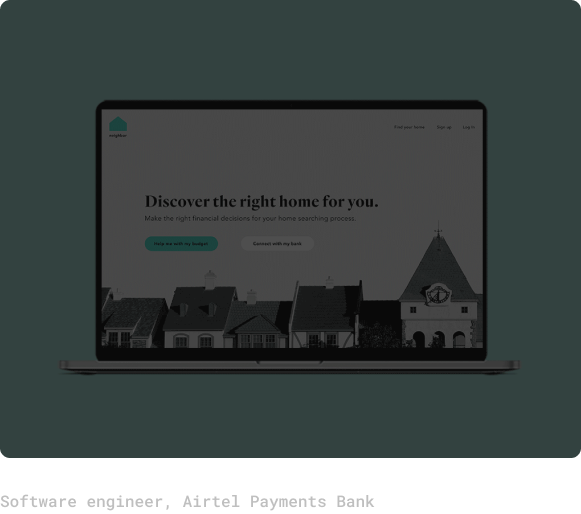 neighbor
Find your home Sign up Log in
Discover the right home for you.
Make the right financial decisions for your home searching process.
Help me with my budget Connect with my bank
Software engineer, Airtel Payments Bank